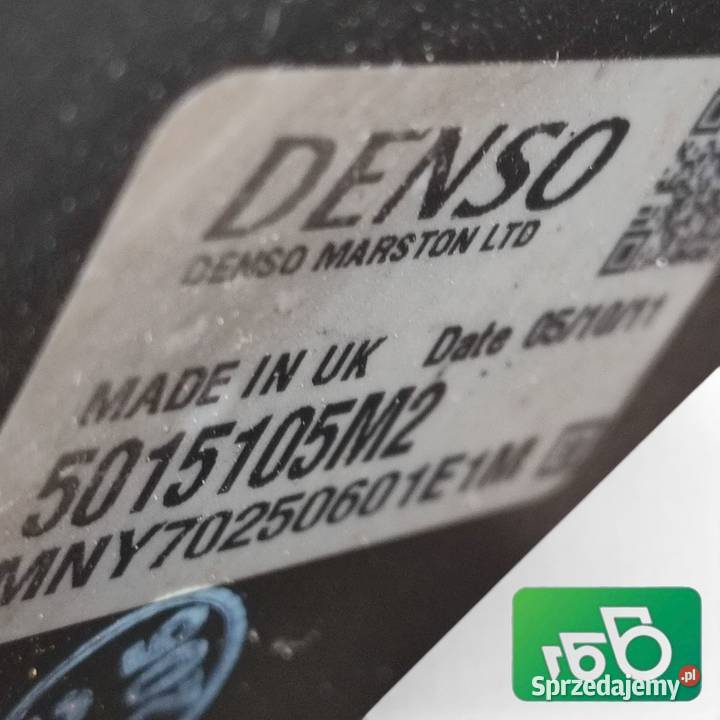 DENSO
DENSO MARSTON LTD
MADE IN UK Date 05/10/11
5015105M2
MNY70250601E1M
Sprzedajemy.pl